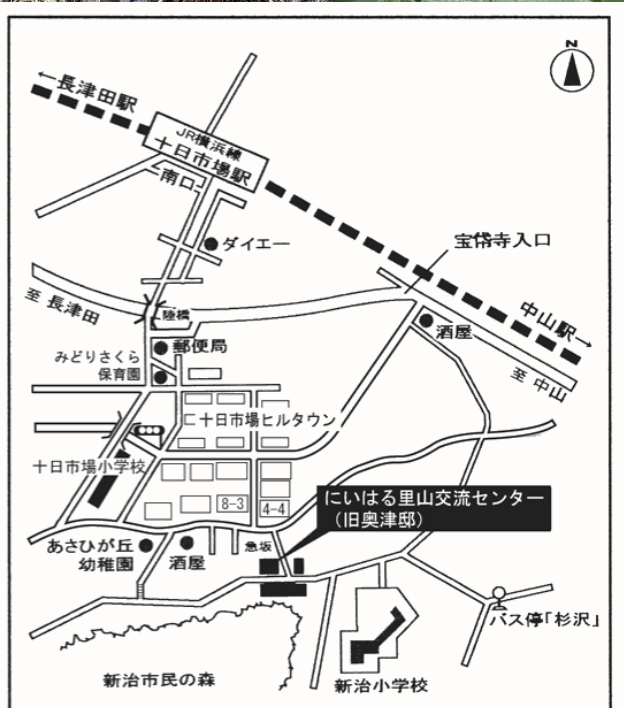 N
←長津田駅
JR横浜線
十日市場駅
南口
ダイエー
宝帒寺入口
至 長津田
陸橋
中山駅→
酒屋
郵便局
みどりさくら
保育園
至 中山
十日市場ヒルタウン
十日市場小学校
8-3
4-4
にいはる里山交流センター
（旧奥津邸）
あさひが丘
幼稚園
酒屋
急坂
バス停「杉沢」
新治市民の森
新治小学校